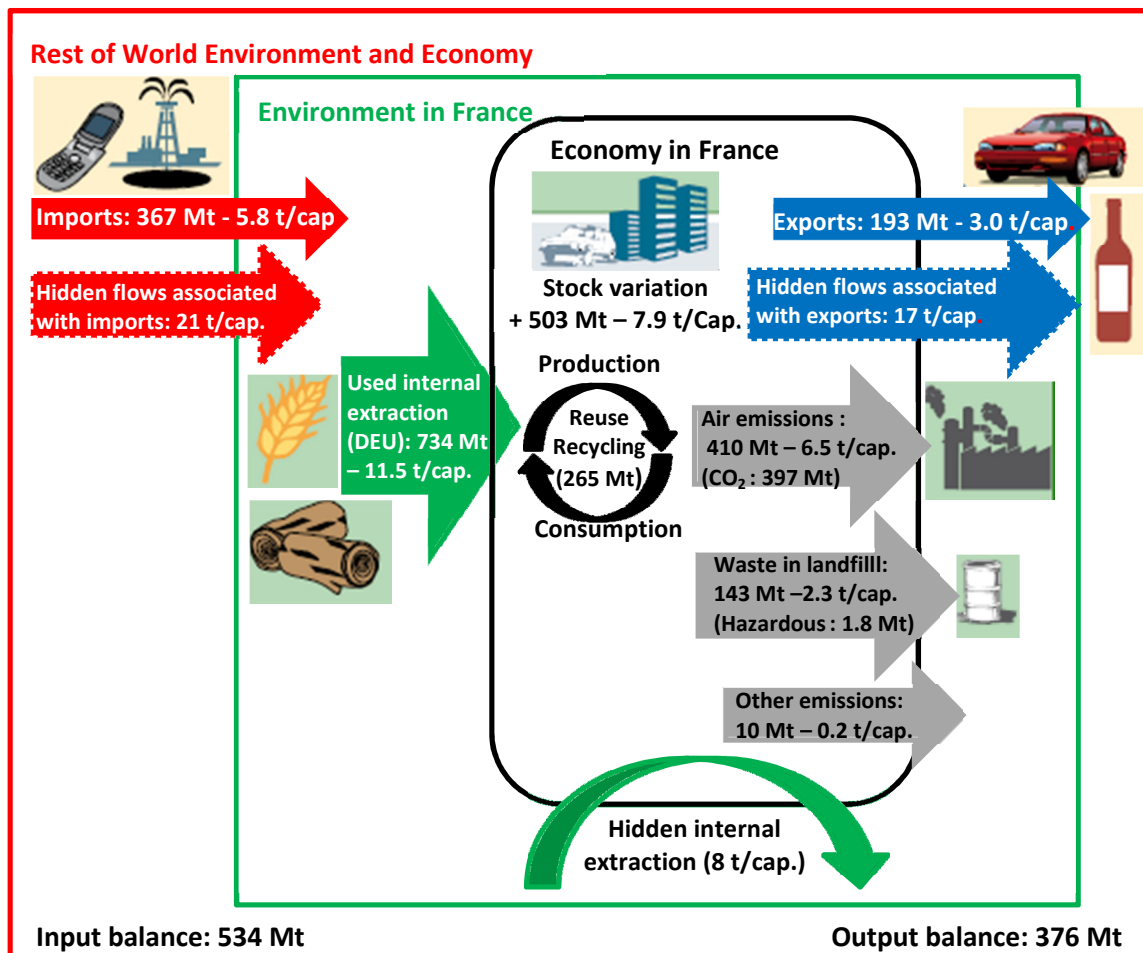 Rest of World Environment and Economy
Environment in France
Economy in France
Imports: 367 Mt - 5.8 t/cap
Exports: 193 Mt - 3.0 t/cap.
Hidden flows associated
with imports: 21 t/cap.
Stock variation
+ 503 Mt – 7.9 t/Cap.
Hidden flows associated
with exports: 17 t/cap.
Used internal
extraction
(DEU): 734 Mt
– 11.5 t/cap.
Production
Reuse
Recycling
(265 Mt)
Consumption
Air emissions :
410 Mt – 6.5 t/cap.
(CO₂ : 397 Mt)
Waste in landfilll:
143 Mt –2.3 t/cap.
(Hazardous : 1.8 Mt)
Other emissions:
10 Mt – 0.2 t/cap.
Hidden internal
extraction (8 t/cap.)
Input balance: 534 Mt
Output balance: 376 Mt